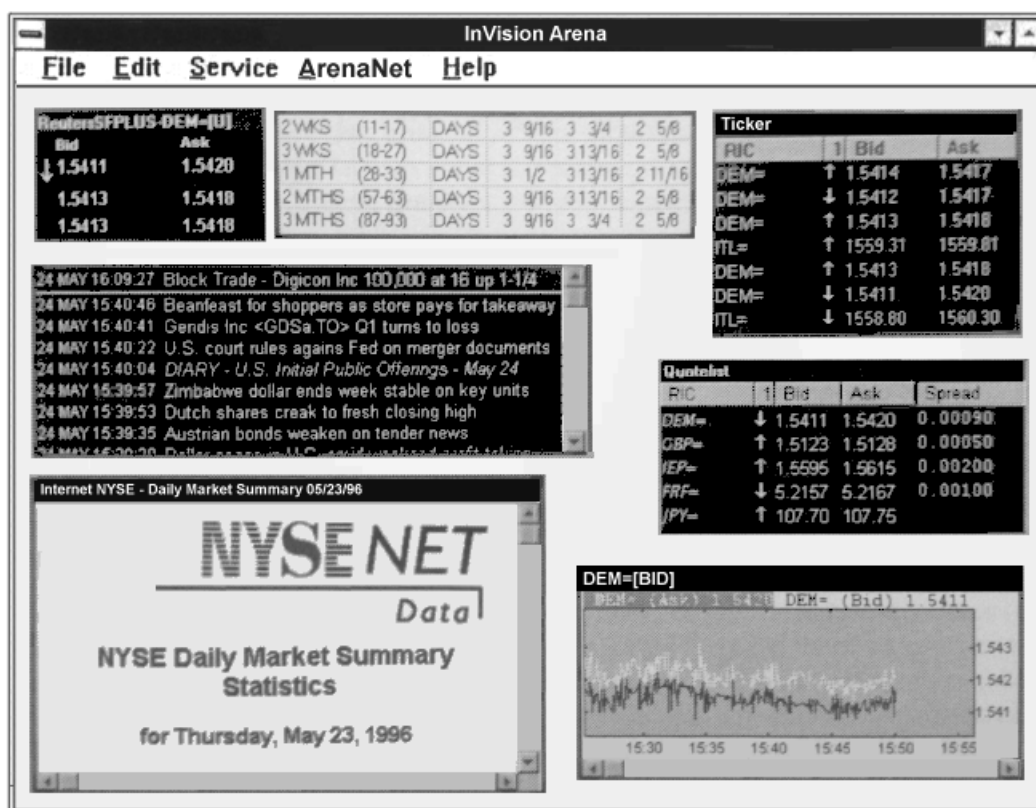 InVision Arena
File Edit Service ArenaNet Help
ReutersSFPLUS-DEM=[U]
Bid Ask
↓ 1.5411 1.5420
1.5413 1.5418
1.5413 1.5418
2 WKS (11-17) DAYS 3 9/16 3 3/4 2 5/8
3 WKS (18-27) DAYS 3 9/16 3 13/16 2 5/8
1 MTH (28-33) DAYS 3 1/2 3 13/16 2 11/16
2 MTHS (57-63) DAYS 3 9/16 3 13/16 2 5/8
3 MTHS (87-93) DAYS 3 9/16 3 3/4 2 5/8
Ticker
RIC 1 Bid Ask
DEM= ↑ 1.5414 1.5417
DEM= ↓ 1.5412 1.5417
DEM= ↑ 1.5413 1.5418
ITL= ↑ 1559.31 1559.81
DEM= ↑ 1.5413 1.5418
DEM= ↓ 1.5411 1.5420
ITL= ↓ 1558.80 1560.30
24 MAY 16:09:27 Block Trade - Digicon Inc 100,000 at 16 up 1-1/4
24 MAY 15:40:46 Beanfeast for shoppers as store pays for takeaway
24 MAY 15:40:41 Gendis Inc <GDSa.TO> Q1 turns to loss
24 MAY 15:40:22 U.S. court rules agains Fed on merger documents
24 MAY 15:40:04 DIARY - U.S. Initial Public Offerings - May 24
24 MAY 15:39:57 Zimbabwe dollar ends week stable on key units
24 MAY 15:39:53 Dutch shares creak to fresh closing high
24 MAY 15:39:35 Austrian bonds weaken on tender news
Quotelist
RIC 1 Bid Ask Spread
DEM= ↓ 1.5411 1.5420 0.00090
GBP= ↑ 1.5123 1.5128 0.00050
IEP= ↑ 1.5595 1.5615 0.00200
FRF= ↓ 5.2157 5.2167 0.00100
JPY= ↑ 107.70 107.75
Internet NYSE - Daily Market Summary 05/23/96
NYSE NET
Data
NYSE Daily Market Summary
Statistics
for Thursday, May 23, 1996
DEM=[BID]
DEM= (Ask) 1.5420 DEM= (Bid) 1.5411
1.543
1.542
1.541
15:30 15:35 15:40 15:45 15:50 15:55